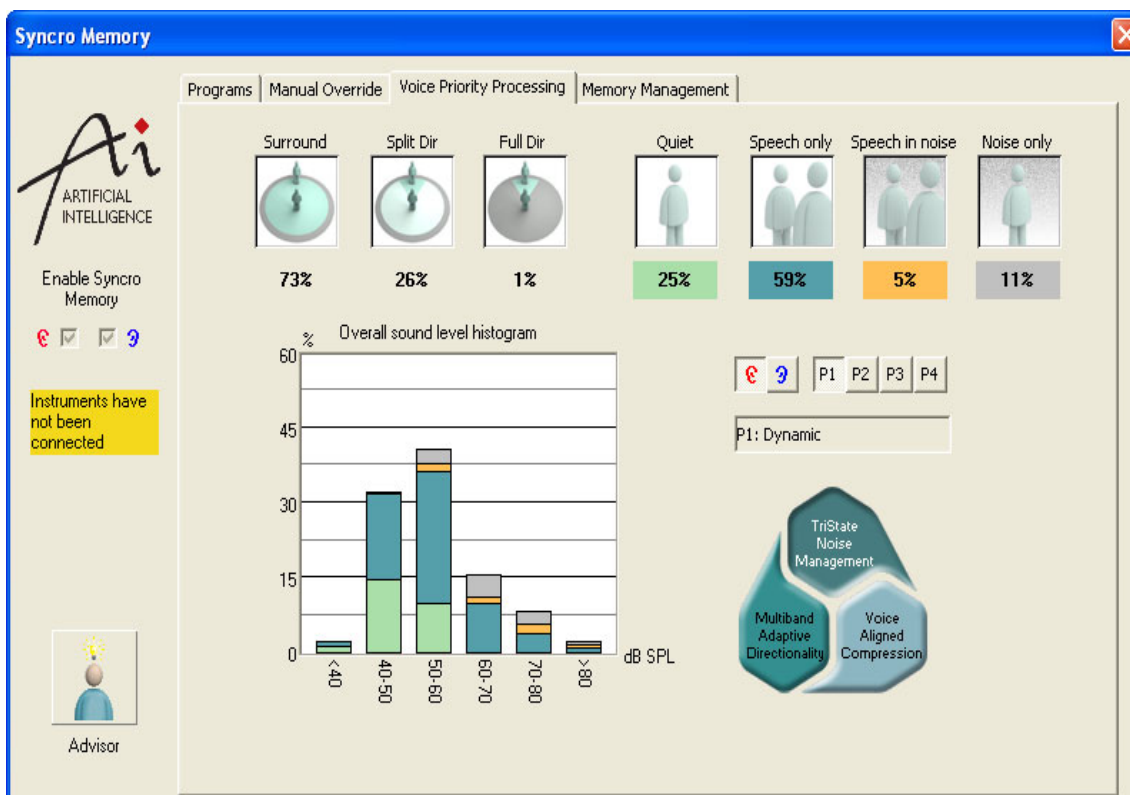 Syncro Memory
Programs
Manual Override
Voice Priority Processing
Memory Management
Ai
ARTIFICIAL
INTELLIGENCE
Enable Syncro
Memory
Instruments have
not been
connected
Advisor
Surround
Split Dir
Full Dir
Quiet
Speech only
Speech in noise
Noise only
73%
26%
1%
25%
59%
5%
11%
%
Overall sound level histogram
60
45
30
15
0
<40
40-50
50-60
60-70
70-80
>80
dB SPL
P1
P2
P3
P4
P1: Dynamic
TriState
Noise
Management
Multiband
Adaptive
Directionality
Voice
Aligned
Compression